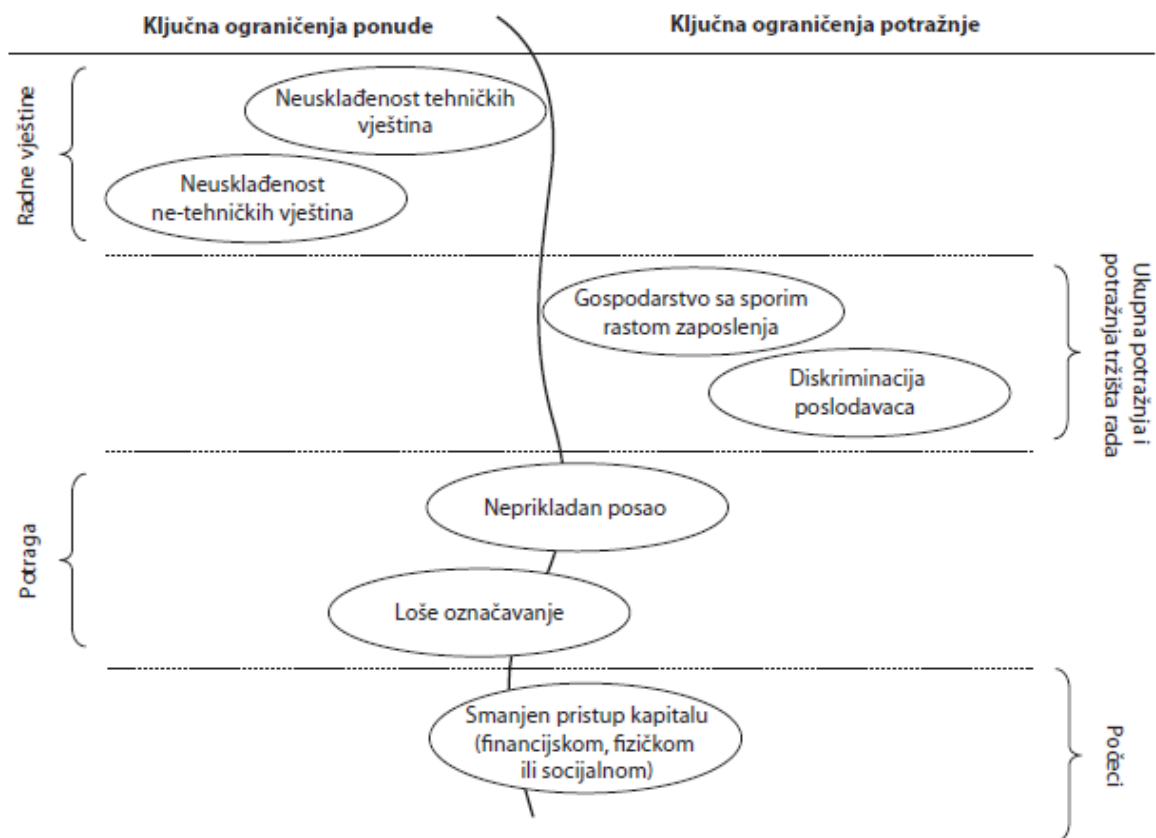 Ključna ograničenja ponude
Ključna ograničenja potražnje
Radne vještine
Neusklađenost tehničkih
vještina
Neusklađenost
ne-tehničkih vještina
Gospodarstvo sa sporim
rastom zaposlenja
Diskriminacija
poslodavaca
Ukupna potražnja i
potražnja tržišta rada
Potraga
Neprikladan posao
Loše označavanje
Smanjen pristup kapitalu
(financijskom, fizičkom
ili socijalnom)
Počeci